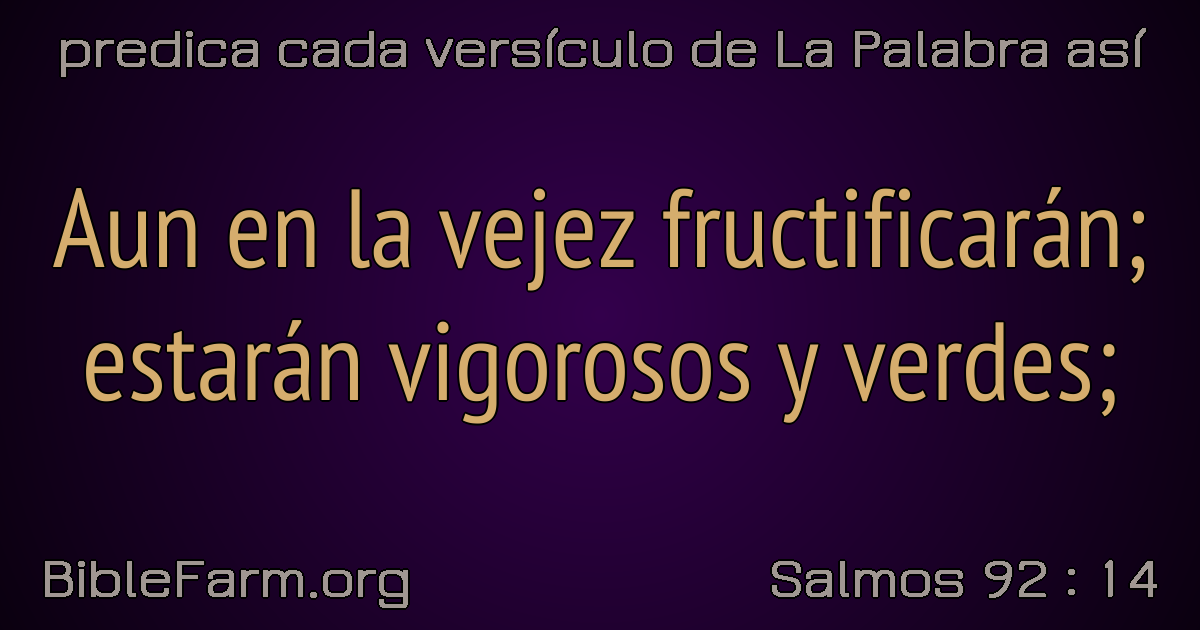 predica cada versículo de La Palabra así
Aun en la vejez fructificarán;
estarán vigorosos y verdes;
BibleFarm.org
Salmos 92 : 14